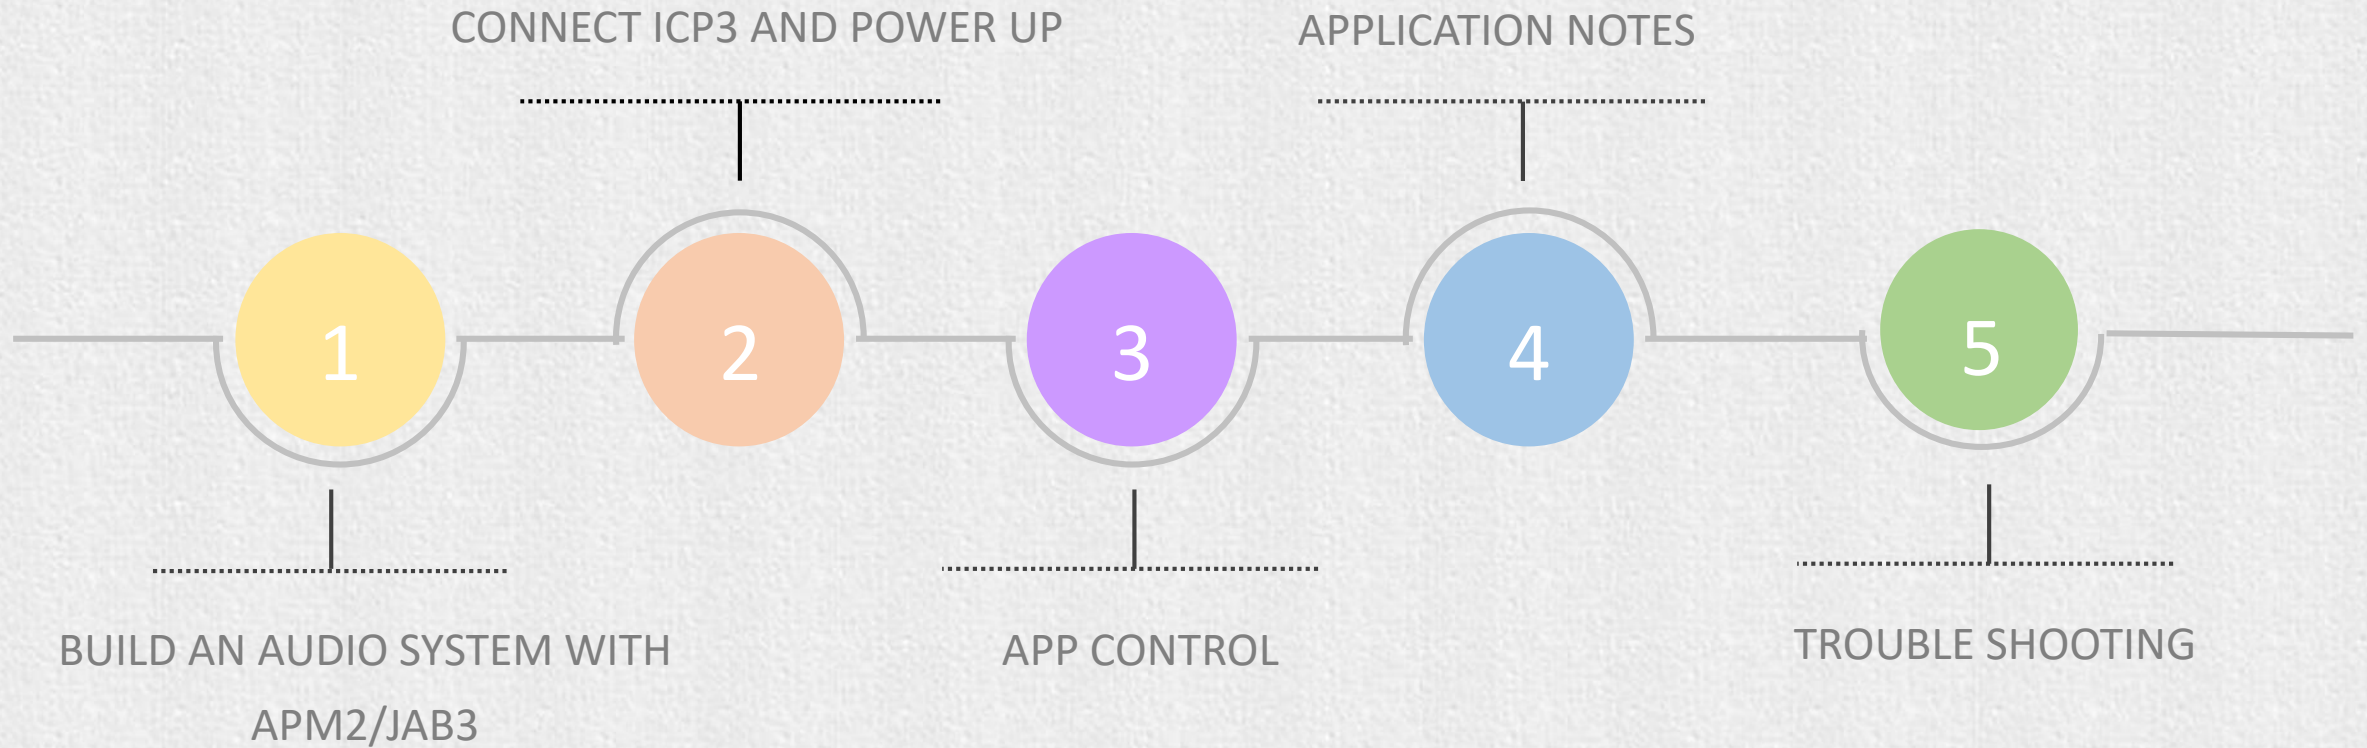 CONNECT ICP3 AND POWER UP
APPLICATION NOTES
1
2
3
4
5
BUILD AN AUDIO SYSTEM WITH
APM2/JAB3
APP CONTROL
TROUBLE SHOOTING